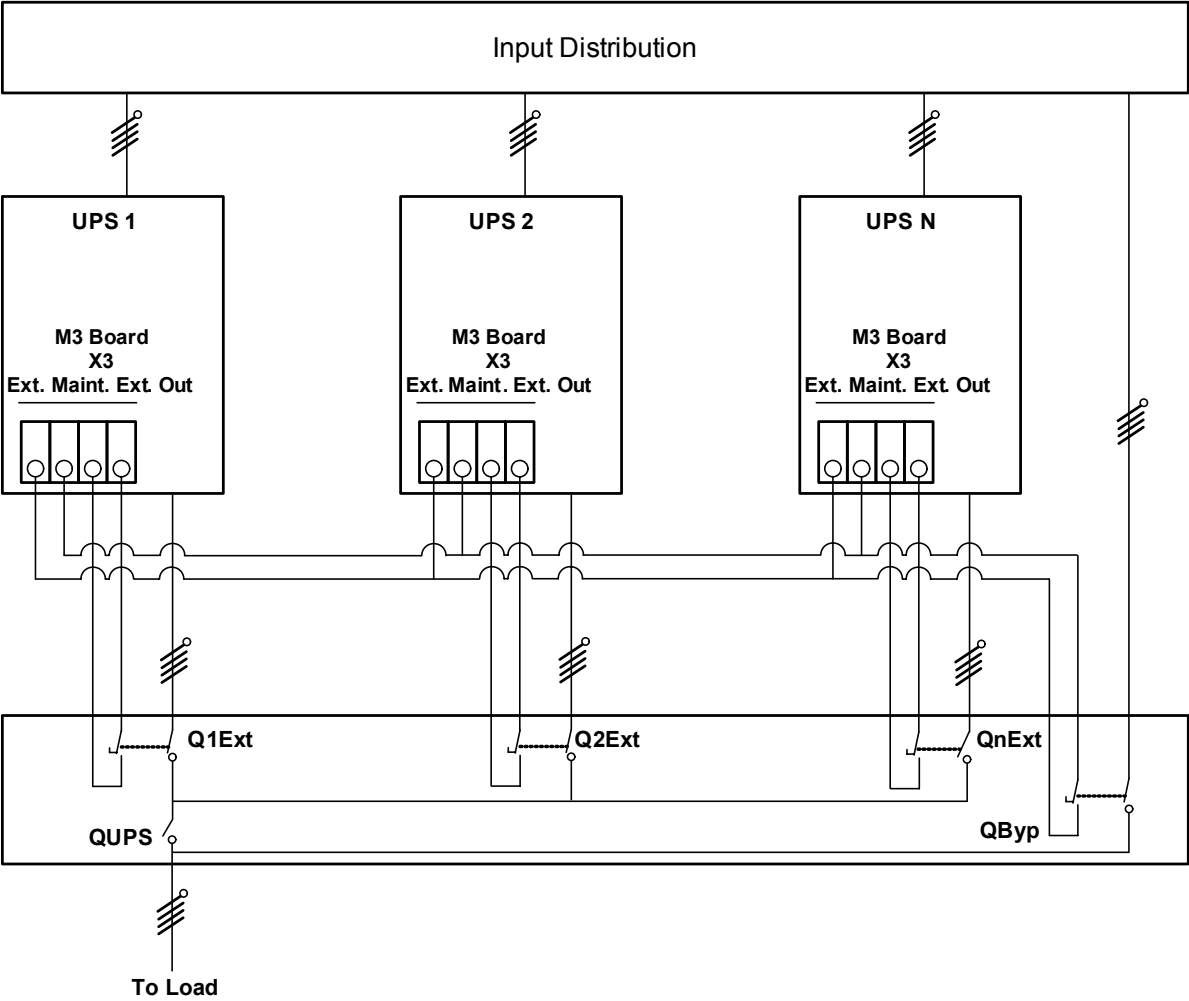 Input Distribution
UPS 1
UPS 2
UPS N
M3 Board
X3
Ext. Maint. Ext. Out
M3 Board
X3
Ext. Maint. Ext. Out
M3 Board
X3
Ext. Maint. Ext. Out
Q1Ext
Q2Ext
QnExt
QUPS
QByp
To Load